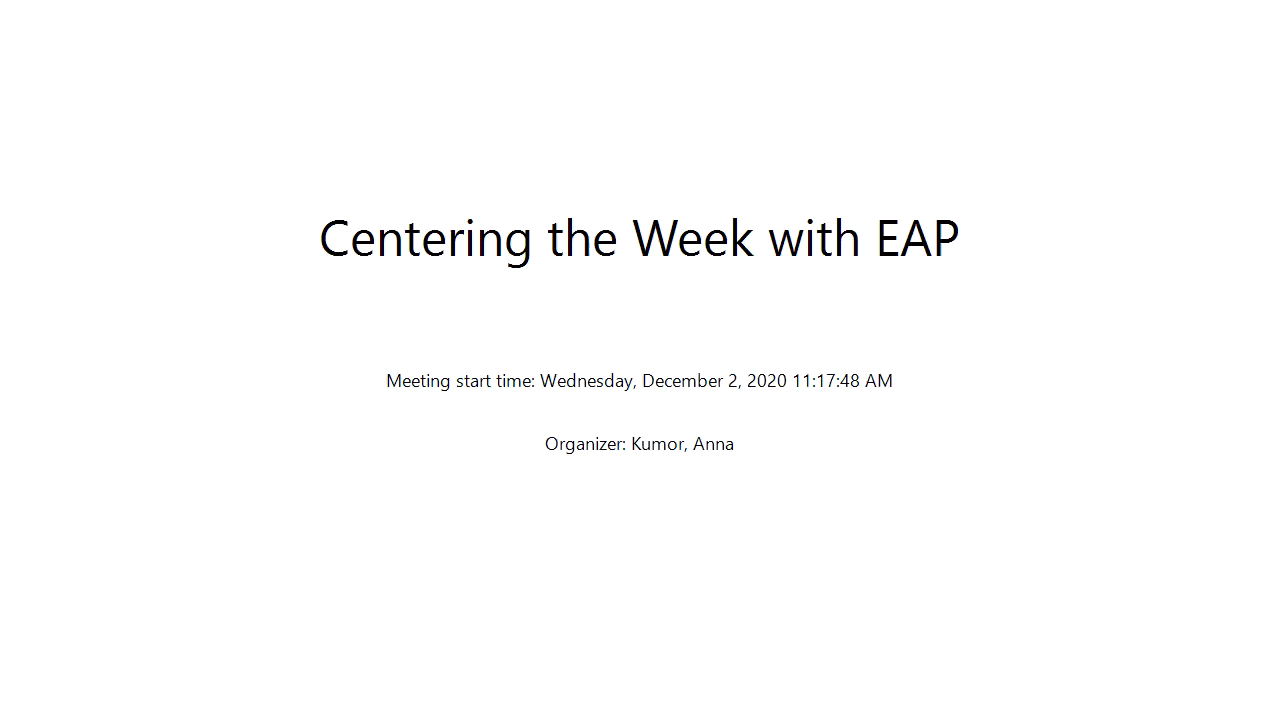 Centering the Week with EAP
Meeting start time: Wednesday, December 2, 2020 11:17:48 AM
Organizer: Kumor, Anna